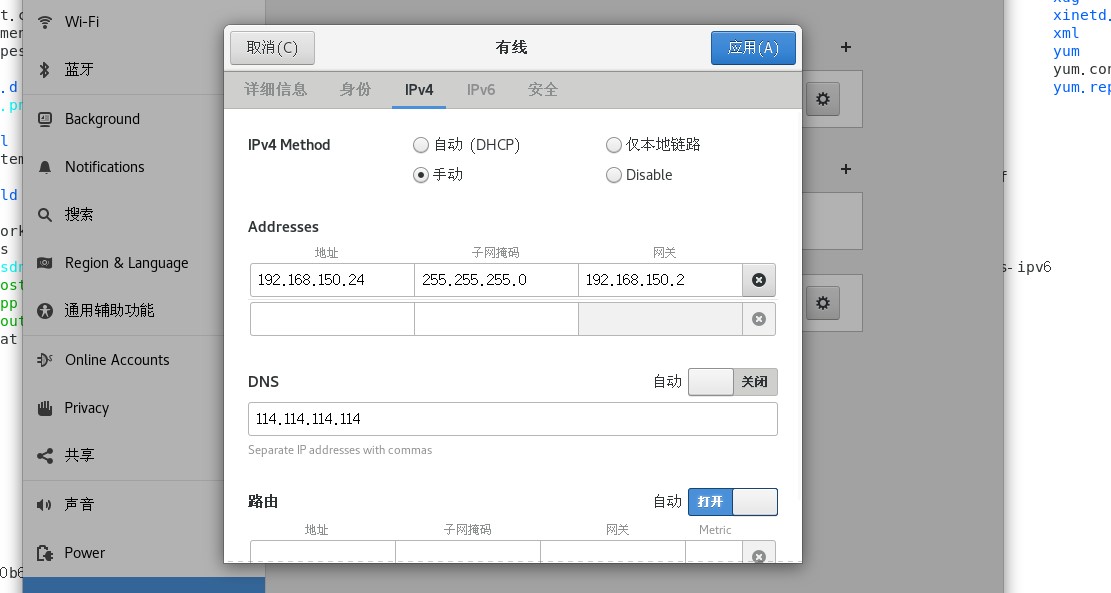 取消(C) 有线 应用(A)
详细信息 身份 IPv4 IPv6 安全
IPv4 Method 自动 (DHCP) 仅本地链路
手动 Disable
Addresses
地址 子网掩码 网关
192.168.150.24 255.255.255.0 192.168.150.2
DNS 自动 关闭
114.114.114.114
Separate IP addresses with commas
路由 自动 打开
地址 子网掩码 网关 Metric
Wi-Fi
蓝牙
Background
Notifications
搜索
Region & Language
通用辅助功能
Online Accounts
Privacy
共享
声音
Power
xinetd.
xml
yum
yum.con
yum.rep
s-ipv6